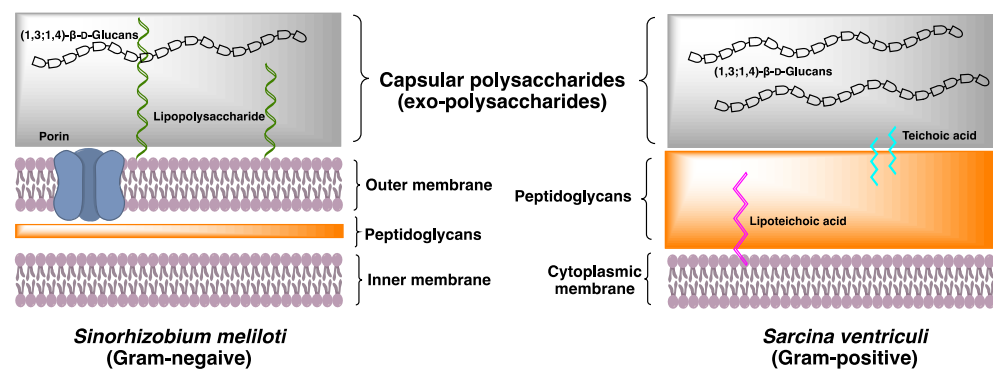 (1,3;1,4)-β-D-Glucans
Lipopolysaccharide
Porin
Outer membrane
Peptidoglycans
Inner membrane
Sinorhizobium meliloti
(Gram-negaive)
Capsular polysaccharides
(exo-polysaccharides)
(1,3;1,4)-β-D-Glucans
Teichoic acid
Peptidoglycans
Lipoteichoic acid
Cytoplasmic
membrane
Sarcina ventriculi
(Gram-positive)